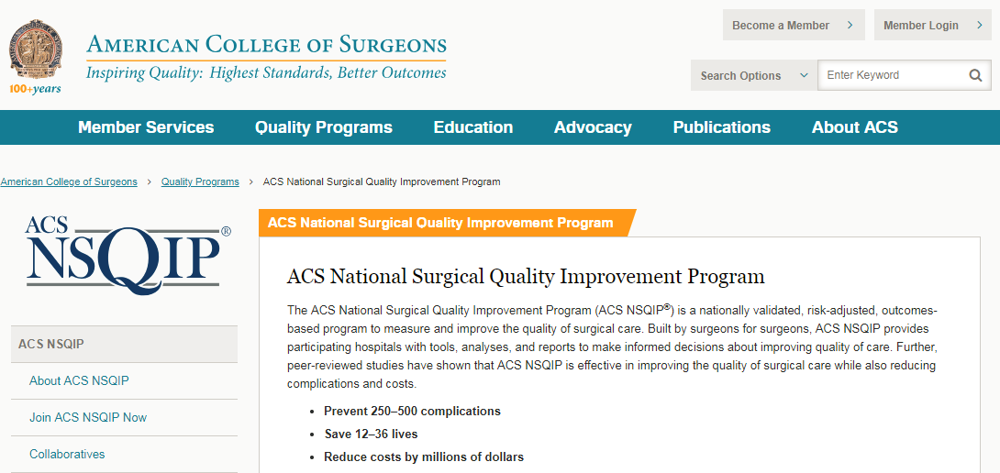 Become a Member
Member Login
AMERICAN COLLEGE OF SURGEONS
Inspiring Quality: Highest Standards, Better Outcomes
100+years
Search Options
Enter Keyword
Member Services
Quality Programs
Education
Advocacy
Publications
About ACS
American College of Surgeons > Quality Programs > ACS National Surgical Quality Improvement Program
ACS
NSQIP®
ACS NSQIP
About ACS NSQIP
Join ACS NSQIP Now
Collaboratives
ACS National Surgical Quality Improvement Program
ACS National Surgical Quality Improvement Program
The ACS National Surgical Quality Improvement Program (ACS NSQIP®) is a nationally validated, risk-adjusted, outcomes-
based program to measure and improve the quality of surgical care. Built by surgeons for surgeons, ACS NSQIP provides
participating hospitals with tools, analyses, and reports to make informed decisions about improving quality of care. Further,
peer-reviewed studies have shown that ACS NSQIP is effective in improving the quality of surgical care while also reducing
complications and costs.
• Prevent 250–500 complications
• Save 12–36 lives
• Reduce costs by millions of dollars